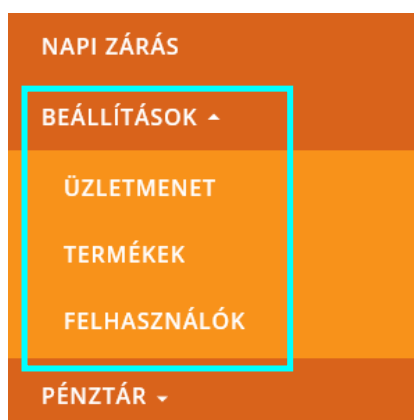 NAPI ZÁRÁS
BEÁLLÍTÁSOK
ÜZLETMENET
TERMÉKEK
FELHASZNÁLÓK
PÉNZTÁR